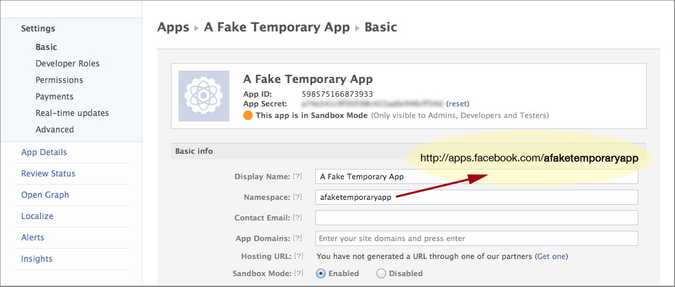 Settings
Basic
Developer Roles
Permissions
Payments
Real-time updates
Advanced
App Details
Review Status
Open Graph
Localize
Alerts
Insights
Apps ▸ A Fake Temporary App ▸ Basic
A Fake Temporary App
App ID: 598575166873933
App Secret: (reset)
This app is in Sandbox Mode (Only visible to Admins, Developers and Testers)
http://apps.facebook.com/afaketemporaryapp
Basic info
Display Name: [?] A Fake Temporary App
Namespace: [?] afaketemporaryapp
Contact Email: [?]
App Domains: [?] Enter your site domains and press enter
Hosting URL: [?] You have not generated a URL through one of our partners (Get one)
Sandbox Mode: [?] Enabled Disabled